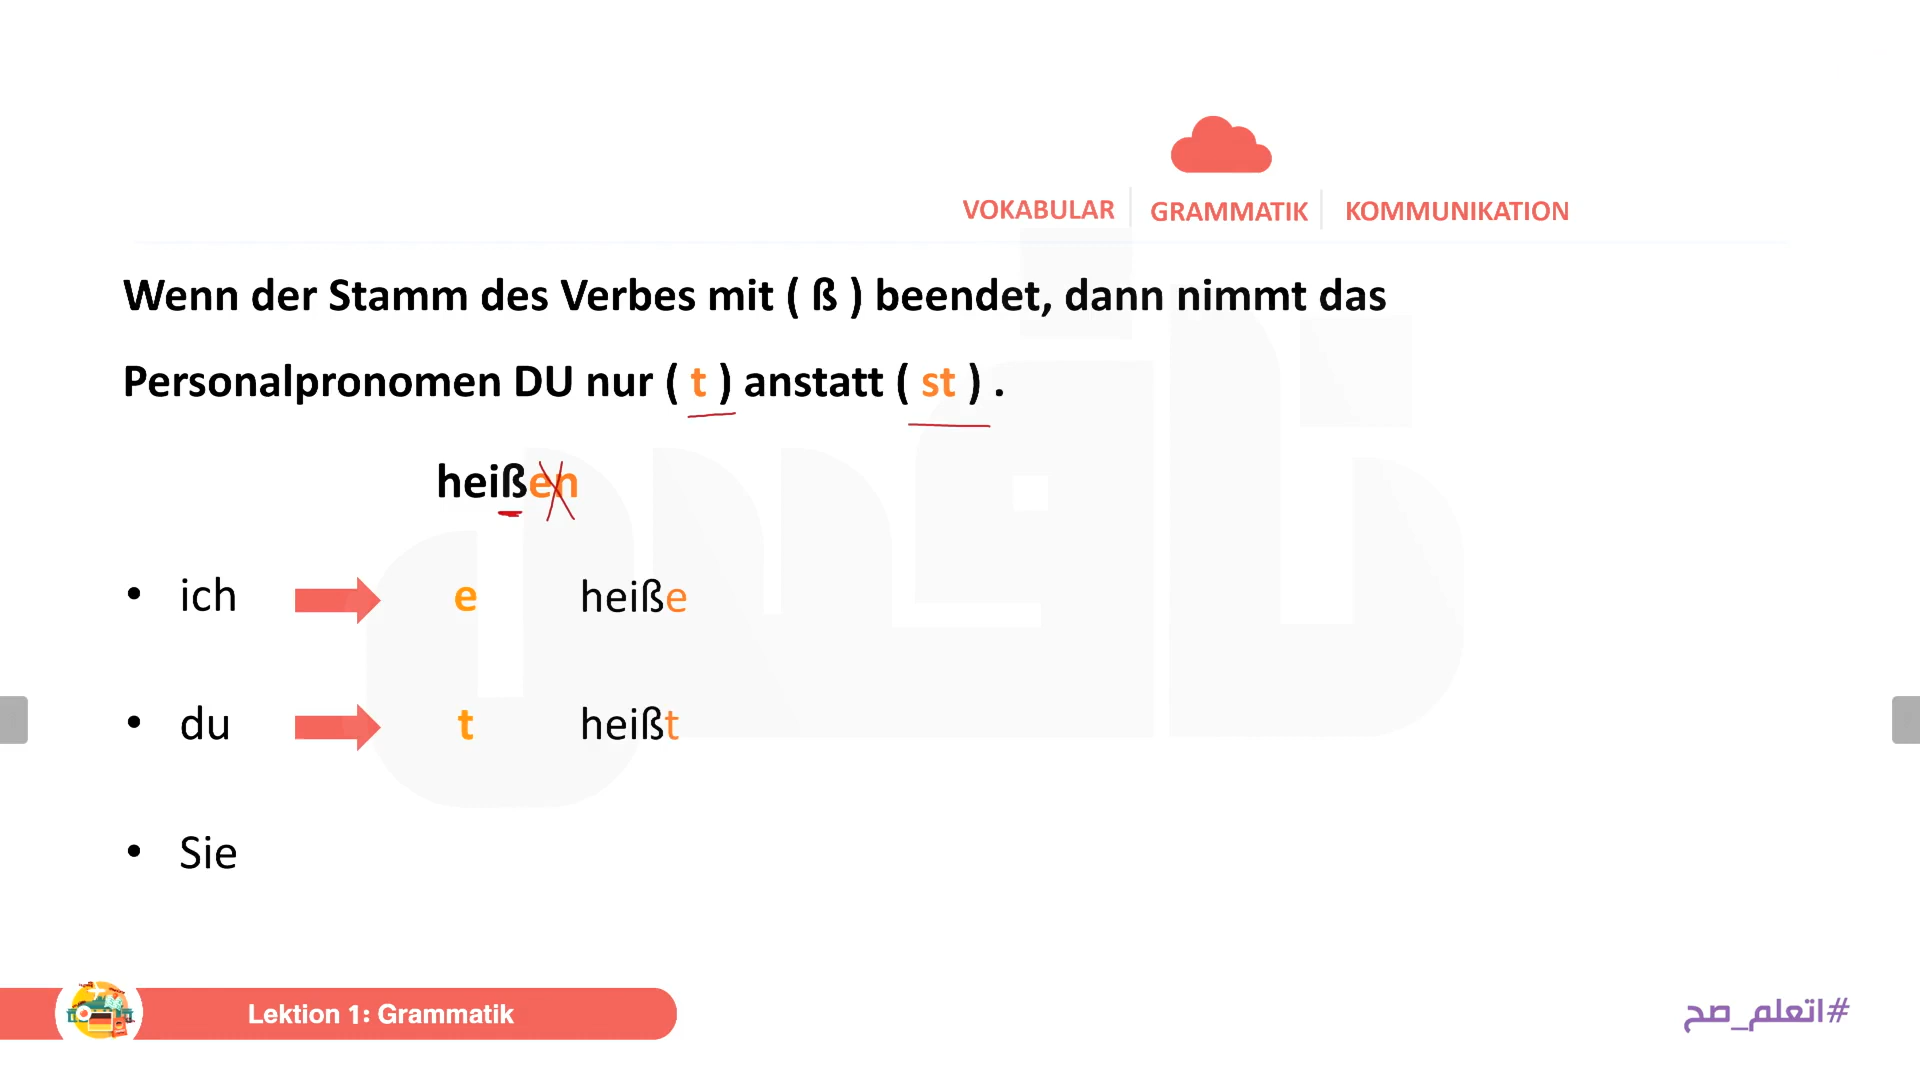 VOKABULAR
GRAMMATIK
KOMMUNIKATION
Wenn der Stamm des Verbes mit ( ß ) beendet, dann nimmt das
Personalpronomen DU nur ( t ) anstatt ( st ) .
heißen
• ich e heiße
• du t heißt
• Sie
Lektion 1: Grammatik
#اتعلم_صح